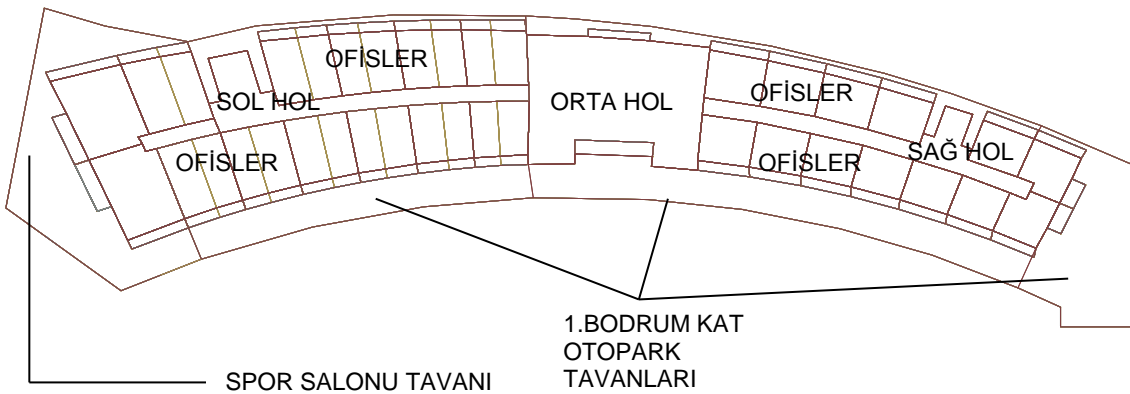 OFİSLER
OFİSLER
SOL HOL
ORTA HOL
OFİSLER
OFİSLER
SAĞ HOL
1.BODRUM KAT
OTOPARK
TAVANLARI
SPOR SALONU TAVANI